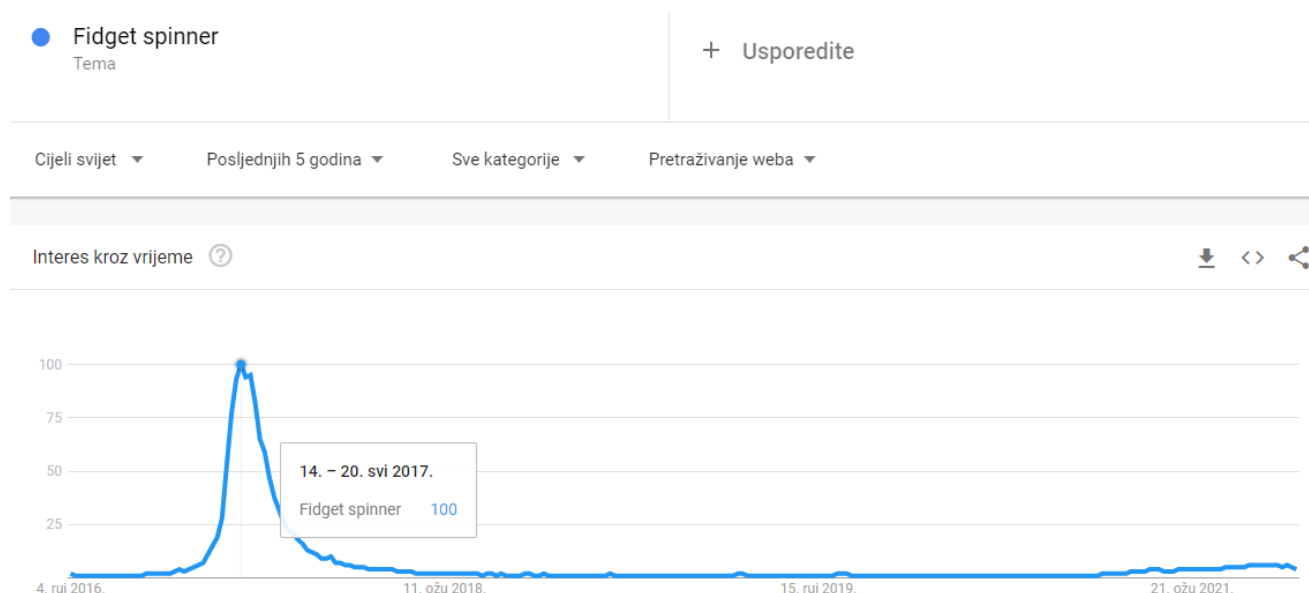 Fidget spinner
Tema
+ Usporedite
Cijeli svijet
Posljednjih 5 godina
Sve kategorije
Pretraživanje weba
Interes kroz vrijeme
100
75
50
25
14. – 20. svi 2017.
Fidget spinner 100
4. ruj 2016.
11. ožu 2018.
15. ruj 2019.
21. ožu 2021.